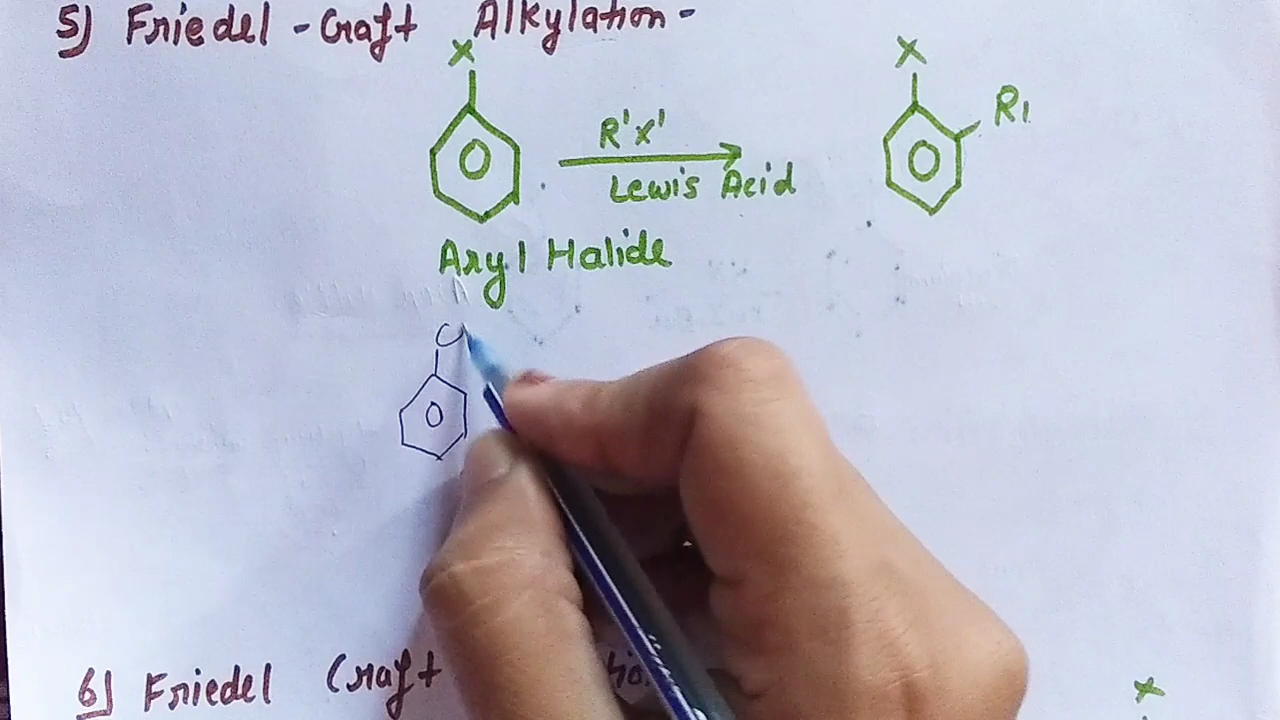 5) Friedel - Craft Alkylation -
X X
R'X' R1
Lewis Acid
Aryl Halide
6) Friedel Craft
X